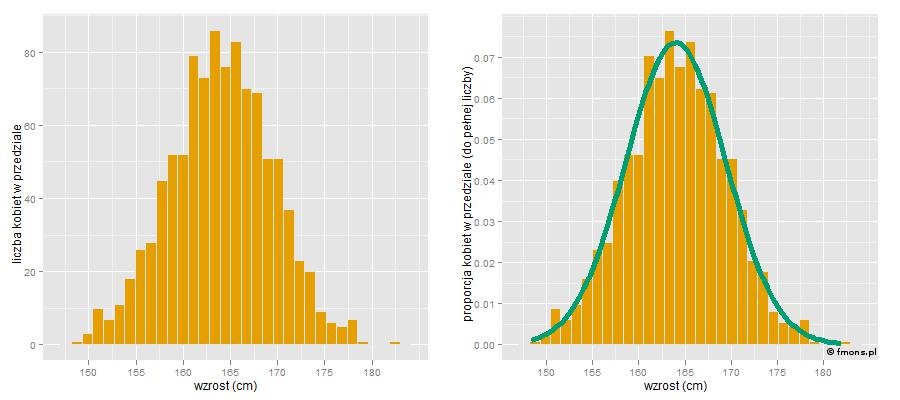 liczba kobiet w przedziale
80
60
40
20
0
150 155 160 165 170 175 180
wzrost (cm)
proporcja kobiet w przedziale (do pełnej liczby)
0.07
0.06
0.05
0.04
0.03
0.02
0.01
0.00
150 155 160 165 170 175 180
wzrost (cm)
© fmons.pl